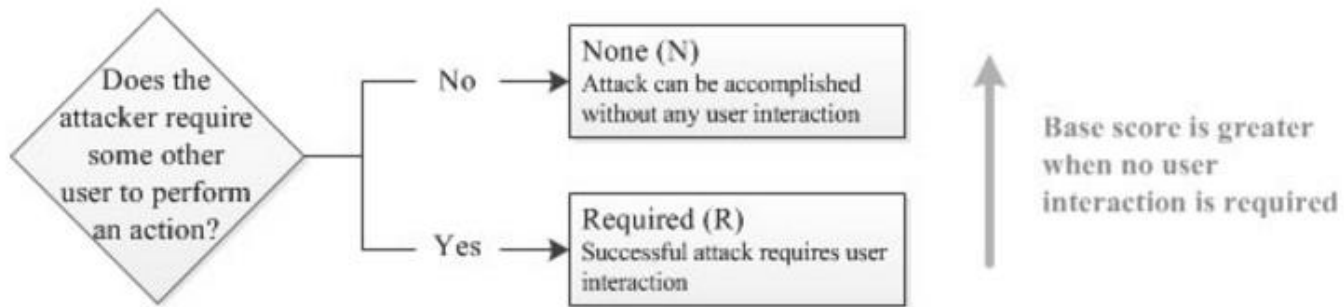 Does the
attacker require
some other
user to perform
an action?
No
None (N)
Attack can be accomplished
without any user interaction
Yes
Required (R)
Successful attack requires user
interaction
Base score is greater
when no user
interaction is required